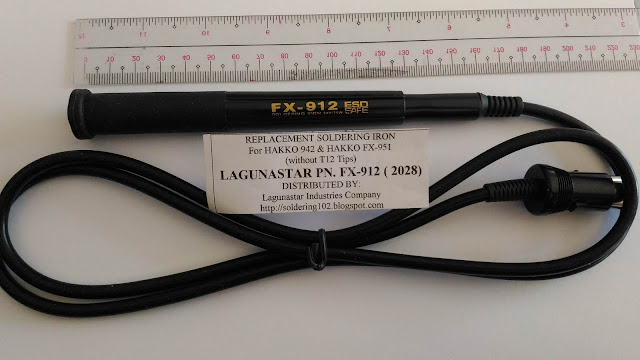 FX-912 ESD SAFE
REPLACEMENT SOLDERING IRON
For HAKKO 942 & HAKKO FX-951
(without T12 Tips)
LAGUNASTAR PN. FX-912 ( 2028)
DISTRIBUTED BY:
Lagunastar Industries Company
http://soldering102.blogspot.com